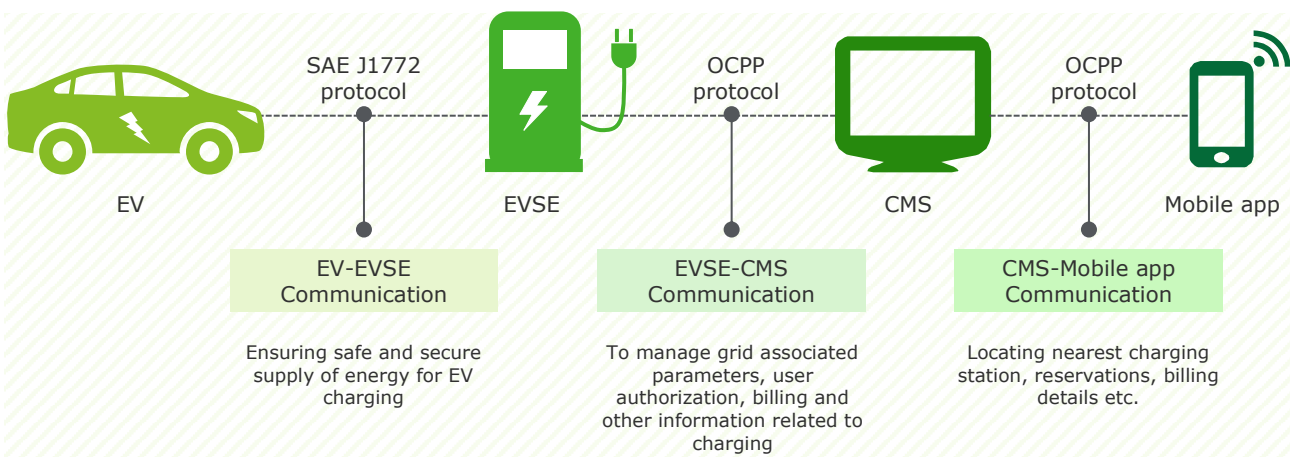 SAE J1772
protocol
OCPP
protocol
OCPP
protocol
EV
EVSE
CMS
Mobile app
EV-EVSE
Communication
EVSE-CMS
Communication
CMS-Mobile app
Communication
Ensuring safe and secure
supply of energy for EV
charging
To manage grid associated
parameters, user
authorization, billing and
other information related to
charging
Locating nearest charging
station, reservations, billing
details etc.